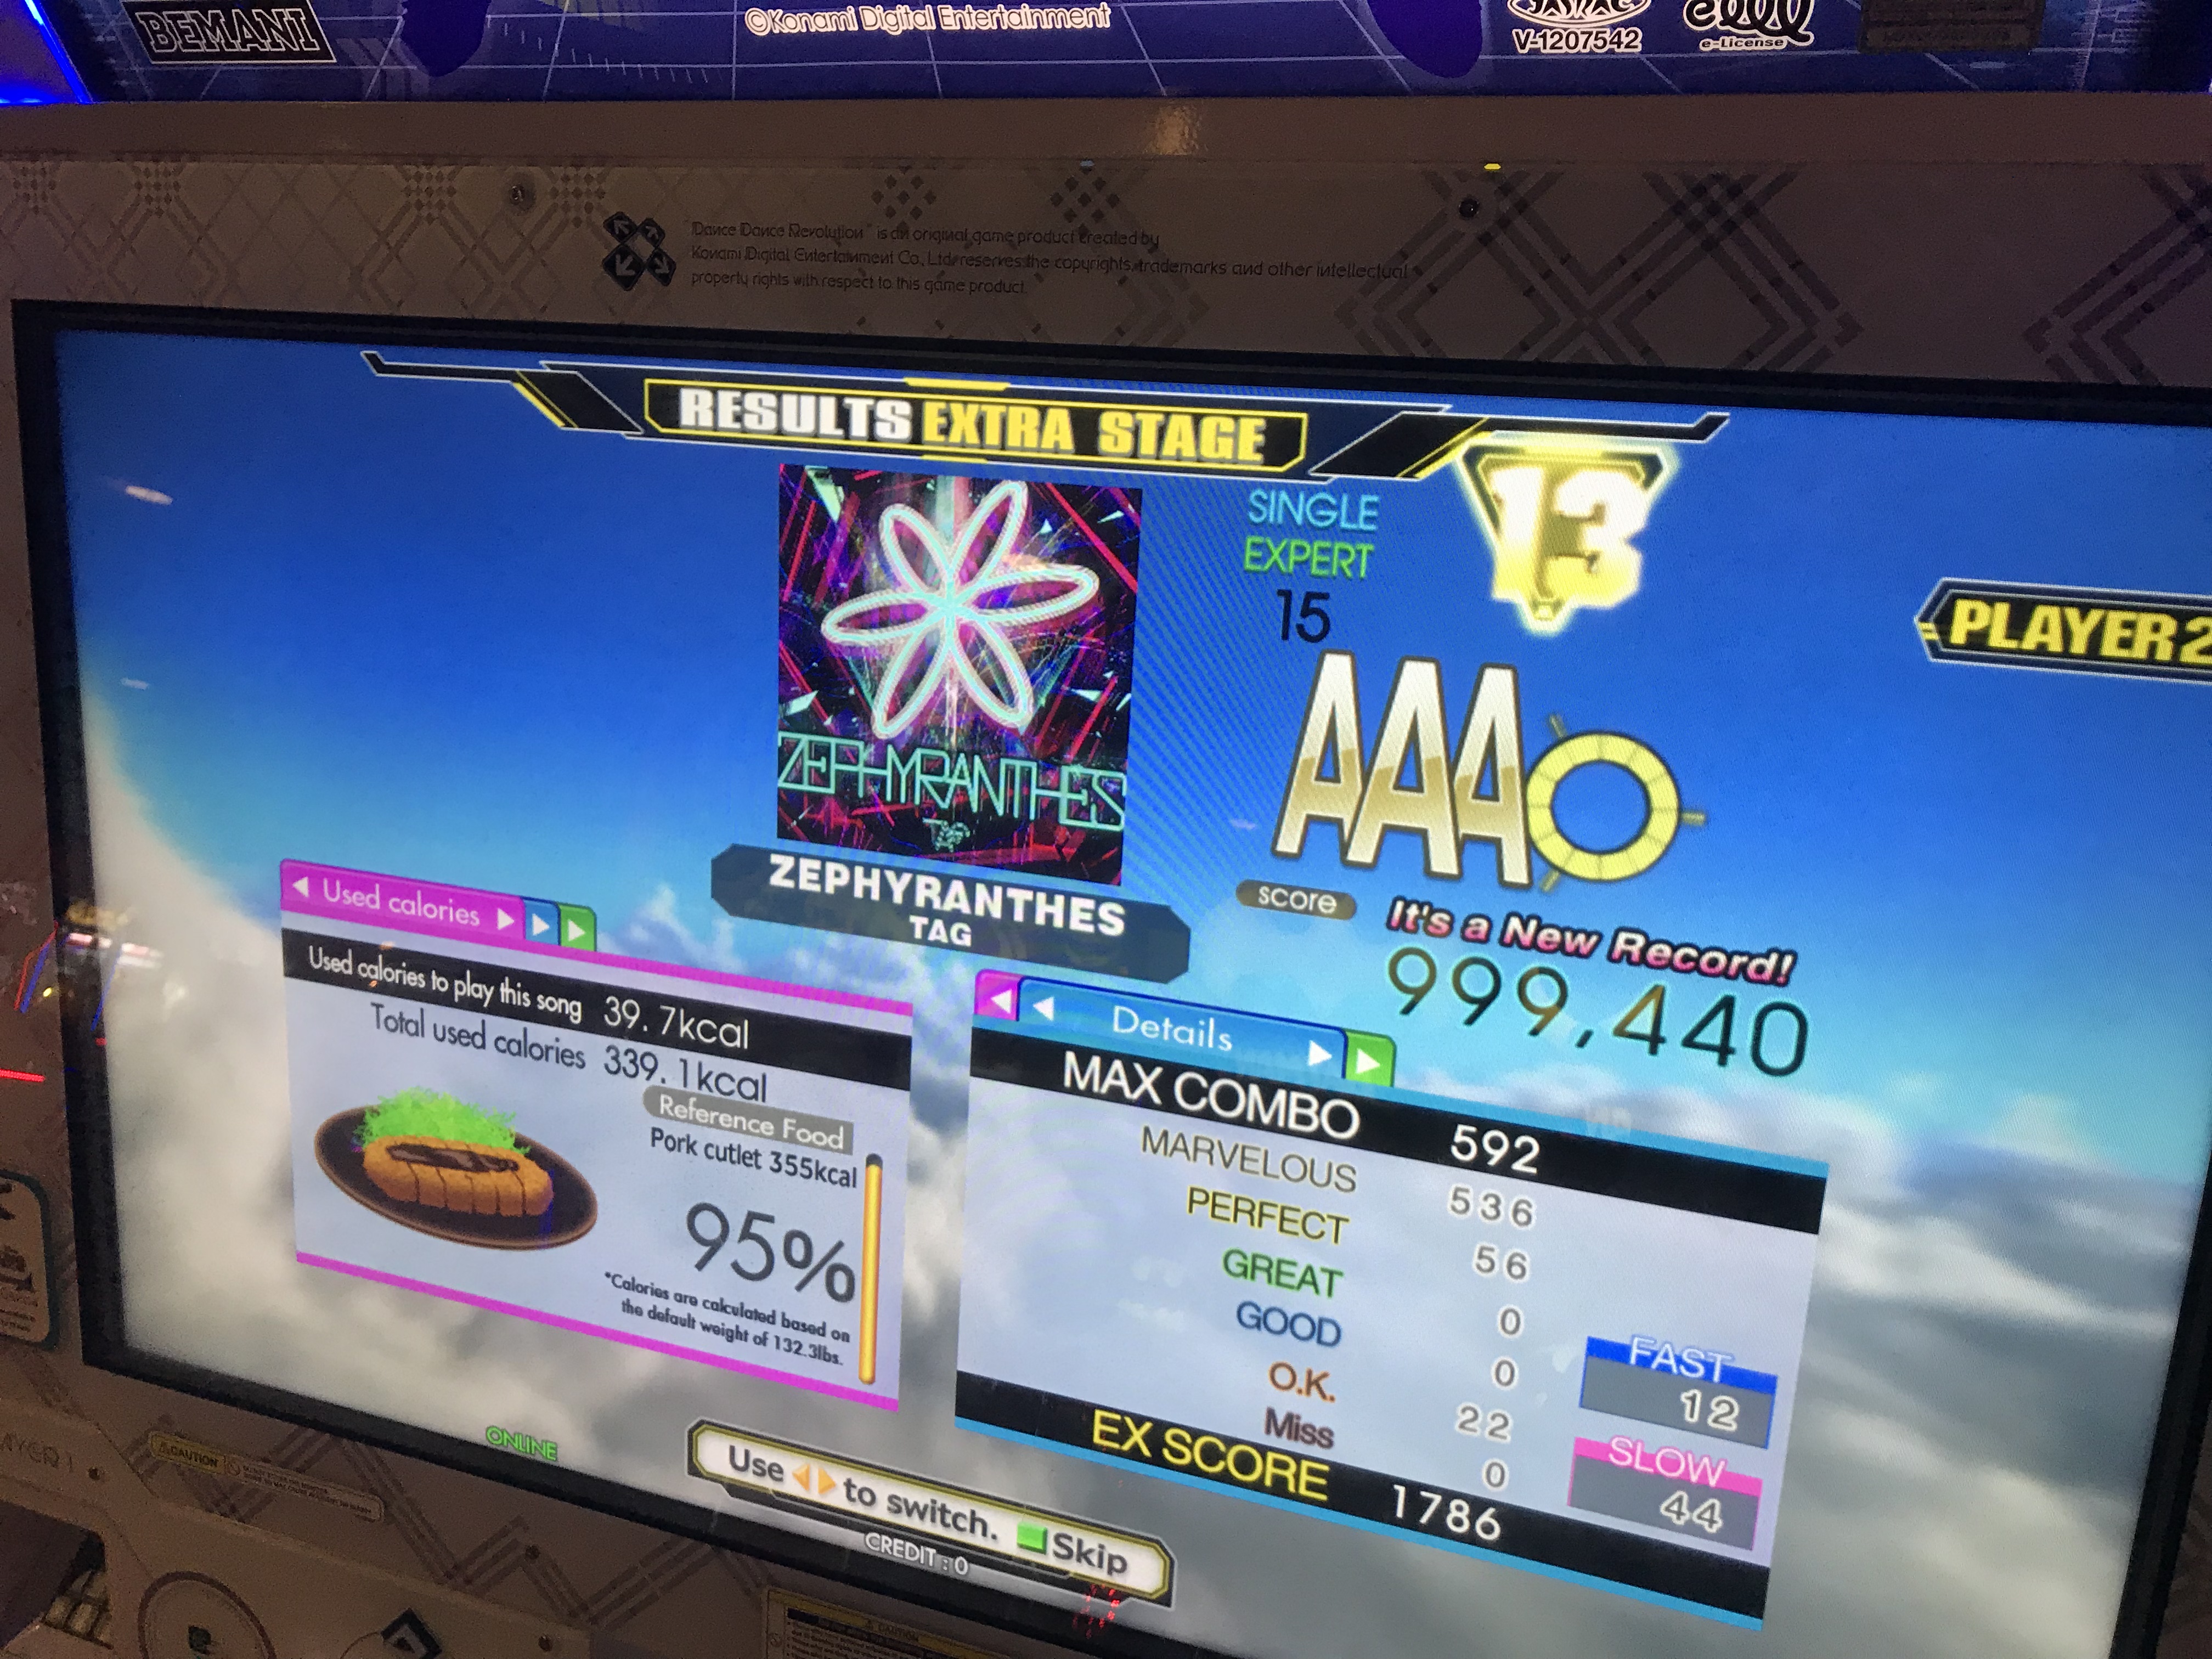 BEMANI
©Konami Digital Entertainment
JASRAC
V-1207542
e-License
Dance Dance Revolution™ is an original game product created by
Konami Digital Entertainment Co., Ltd. reserves the copyrights, trademarks and other intellectual
property rights with respect to this game product.
RESULTS EXTRA STAGE
13
SINGLE
EXPERT
15
PLAYER2
AAA
ZEPHYRANTHES
ZEPHYRANTHES
TAG
score
It's a New Record!
999,440
Used calories
Used calories to play this song 39.7kcal
Total used calories 339.1kcal
Reference Food
Pork cutlet 355kcal
95%
*Calories are calculated based on
the default weight of 132.3lbs.
Details
MAX COMBO 592
MARVELOUS 536
PERFECT 56
GREAT 0
GOOD 0
O.K. 22
Miss 0
EX SCORE 1786
FAST
12
SLOW
44
ONLINE
Use ◀▶ to switch. Skip
CREDIT : 0
CAUTION
CAUTION